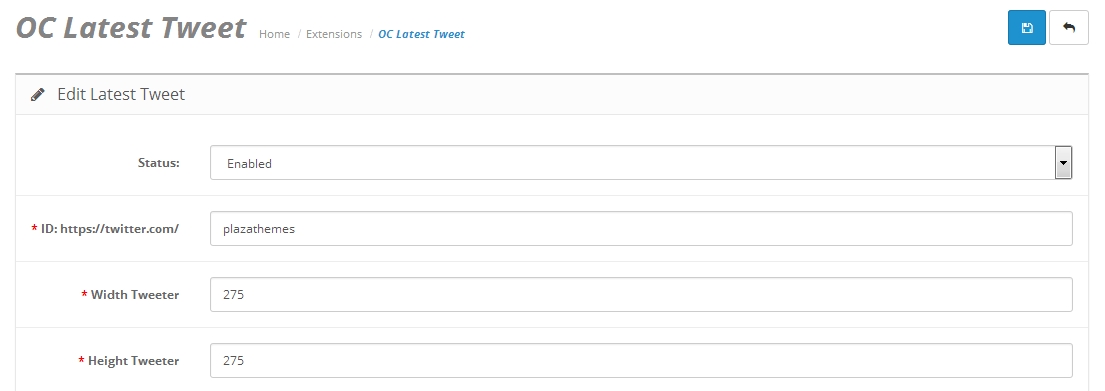 OC Latest Tweet Home / Extensions / OC Latest Tweet
Edit Latest Tweet
Status: Enabled
* ID: https://twitter.com/ plazathemes
* Width Tweeter 275
* Height Tweeter 275